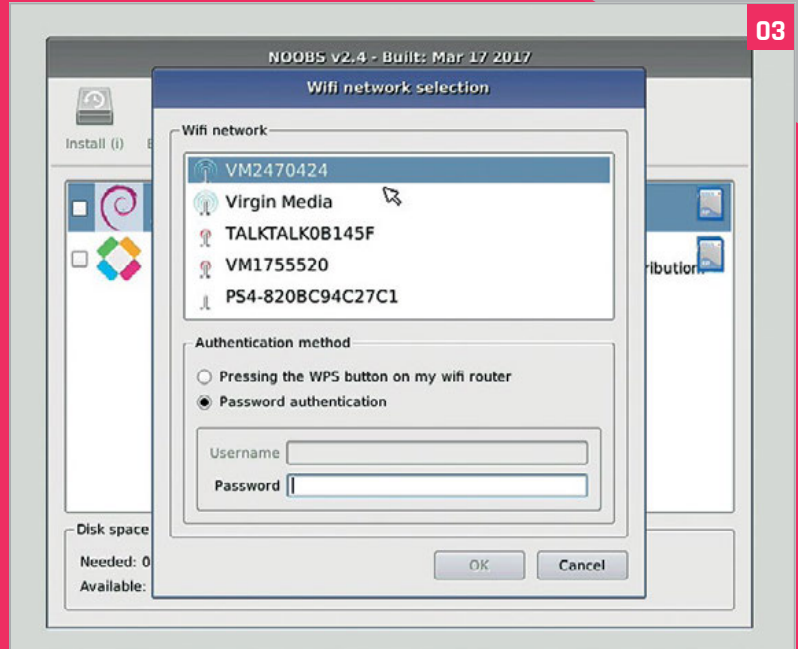 03
NOOBS v2.4 - Built: Mar 17 2017
Wifi network selection
Install (i)
Wifi network
VM2470424
Virgin Media
TALKTALK0B145F
VM1755520
PS4-820BC94C27C1
Authentication method
Pressing the WPS button on my wifi router
Password authentication
Username
Password
OK
Cancel
Disk space
Needed: 0
Available: